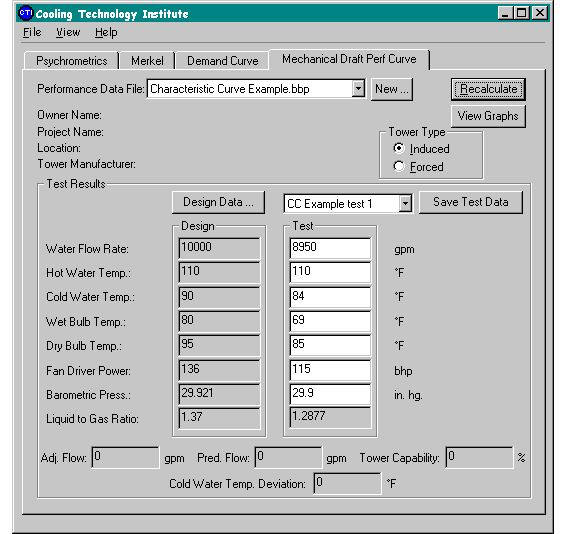 CTI Cooling Technology Institute
File View Help
Psychrometrics Merkel Demand Curve Mechanical Draft Perf Curve
Performance Data File: Characteristic Curve Example.bbp New ... Recalculate
Owner Name: View Graphs
Project Name: Tower Type
Location: Induced
Tower Manufacturer: Forced
Test Results
Design Data ... CC Example test 1 Save Test Data
Design Test
Water Flow Rate: 10000 8950 gpm
Hot Water Temp.: 110 110 °F
Cold Water Temp.: 90 84 °F
Wet Bulb Temp.: 80 69 °F
Dry Bulb Temp.: 95 85 °F
Fan Driver Power: 136 115 bhp
Barometric Press.: 29.921 29.9 in. hg.
Liquid to Gas Ratio: 1.37 1.2877
Adj. Flow: 0 gpm Pred. Flow: 0 gpm Tower Capability: 0 %
Cold Water Temp. Deviation: 0 °F